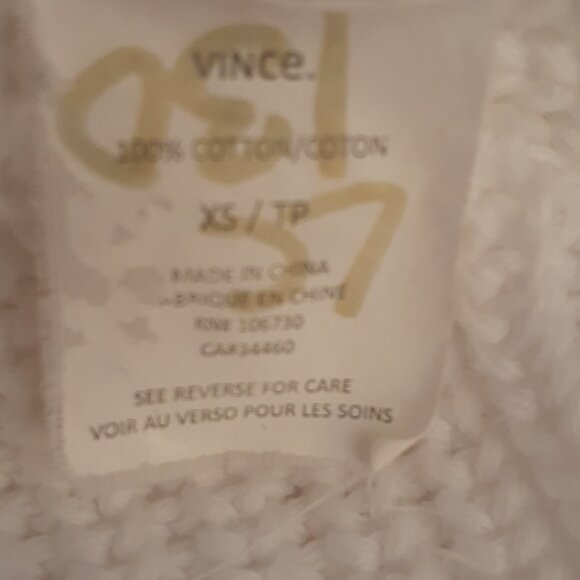 VINCE.
100% COTTON/COTON
XS / TP
MADE IN CHINA
FABRIQUE EN CHINE
RN# 106730
CA#34460
SEE REVERSE FOR CARE
VOIR AU VERSO POUR LES SOINS